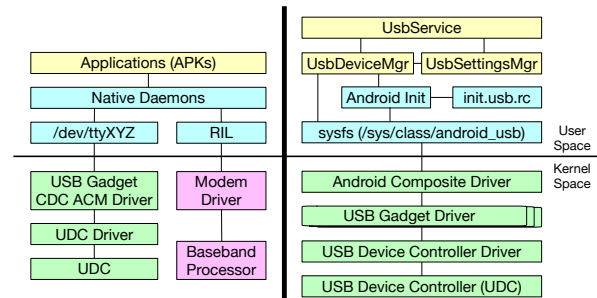 Applications (APKs)
Native Daemons
/dev/ttyXYZ
RIL
USB Gadget
CDC ACM Driver
Modem
Driver
UDC Driver
UDC
Baseband
Processor
UsbService
UsbDeviceMgr
UsbSettingsMgr
Android Init
init.usb.rc
sysfs (/sys/class/android_usb)
User
Space
Kernel
Space
Android Composite Driver
USB Gadget Driver
USB Device Controller Driver
USB Device Controller (UDC)